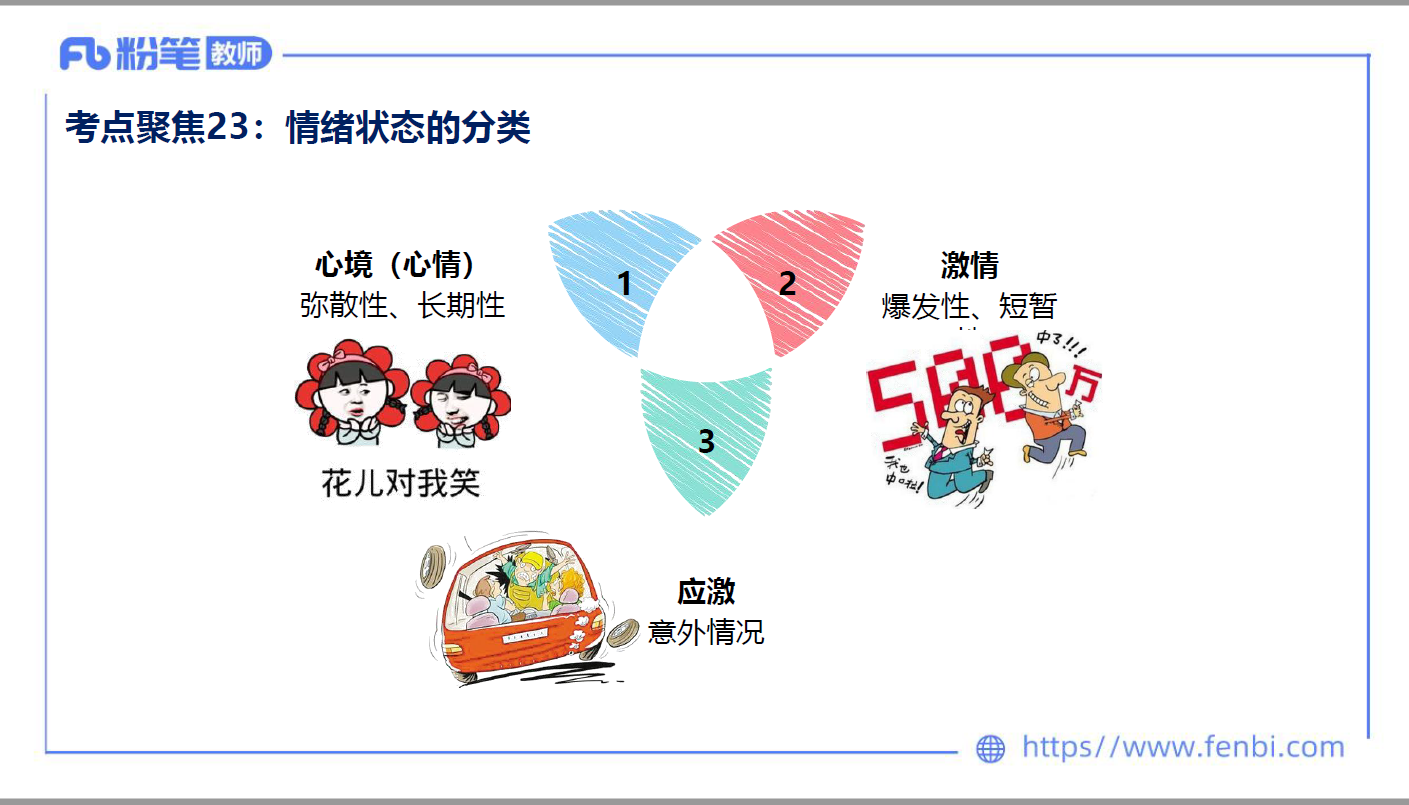 粉笔教师
考点聚焦23：情绪状态的分类
心境（心情）
弥散性、长期性
1
2
激情
爆发性、短暂
中了!!!
500
万
我也
中啦!
花儿对我笑
3
应激
意外情况
https//www.fenbi.com